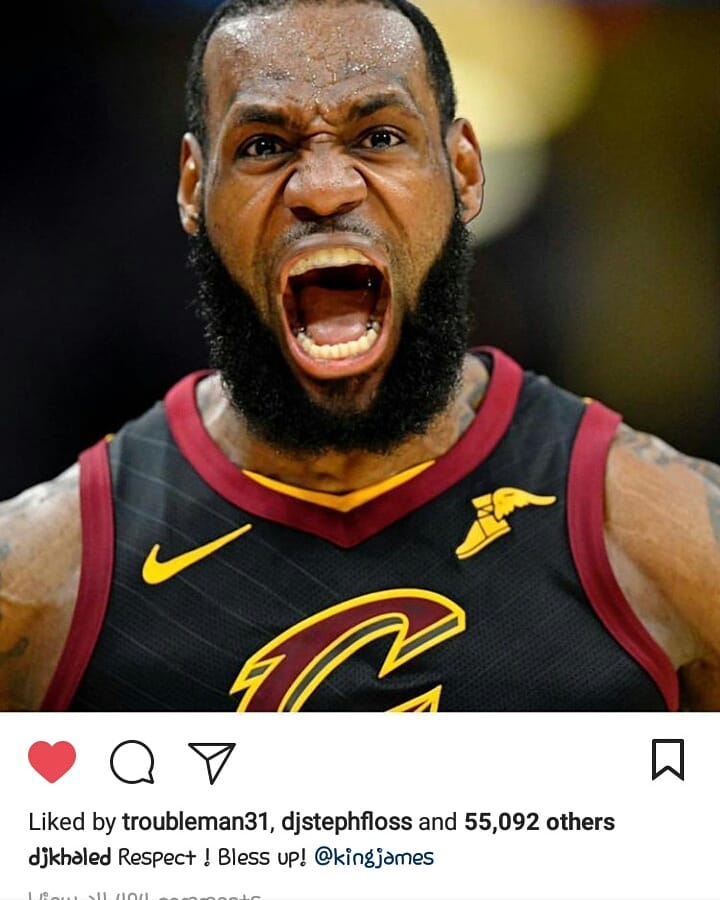 Liked by troubleman31, djstephfloss and 55,092 others
djkhaled Respect ! Bless up! @kingjames